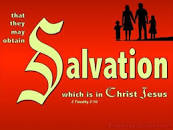 that
they
may
obtain
Salvation
which is in Christ Jesus
2 Timothy 2:10